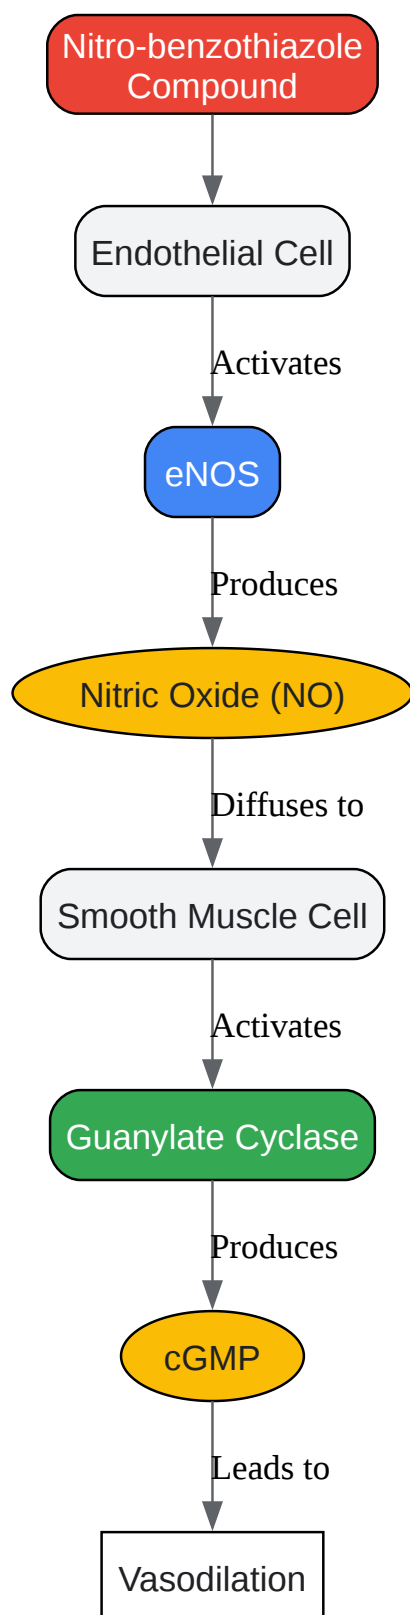 Nitro-benzothiazole
Compound
Endothelial Cell
Activates
eNOS
Produces
Nitric Oxide (NO)
Diffuses to
Smooth Muscle Cell
Activates
Guanylate Cyclase
Produces
cGMP
Leads to
Vasodilation